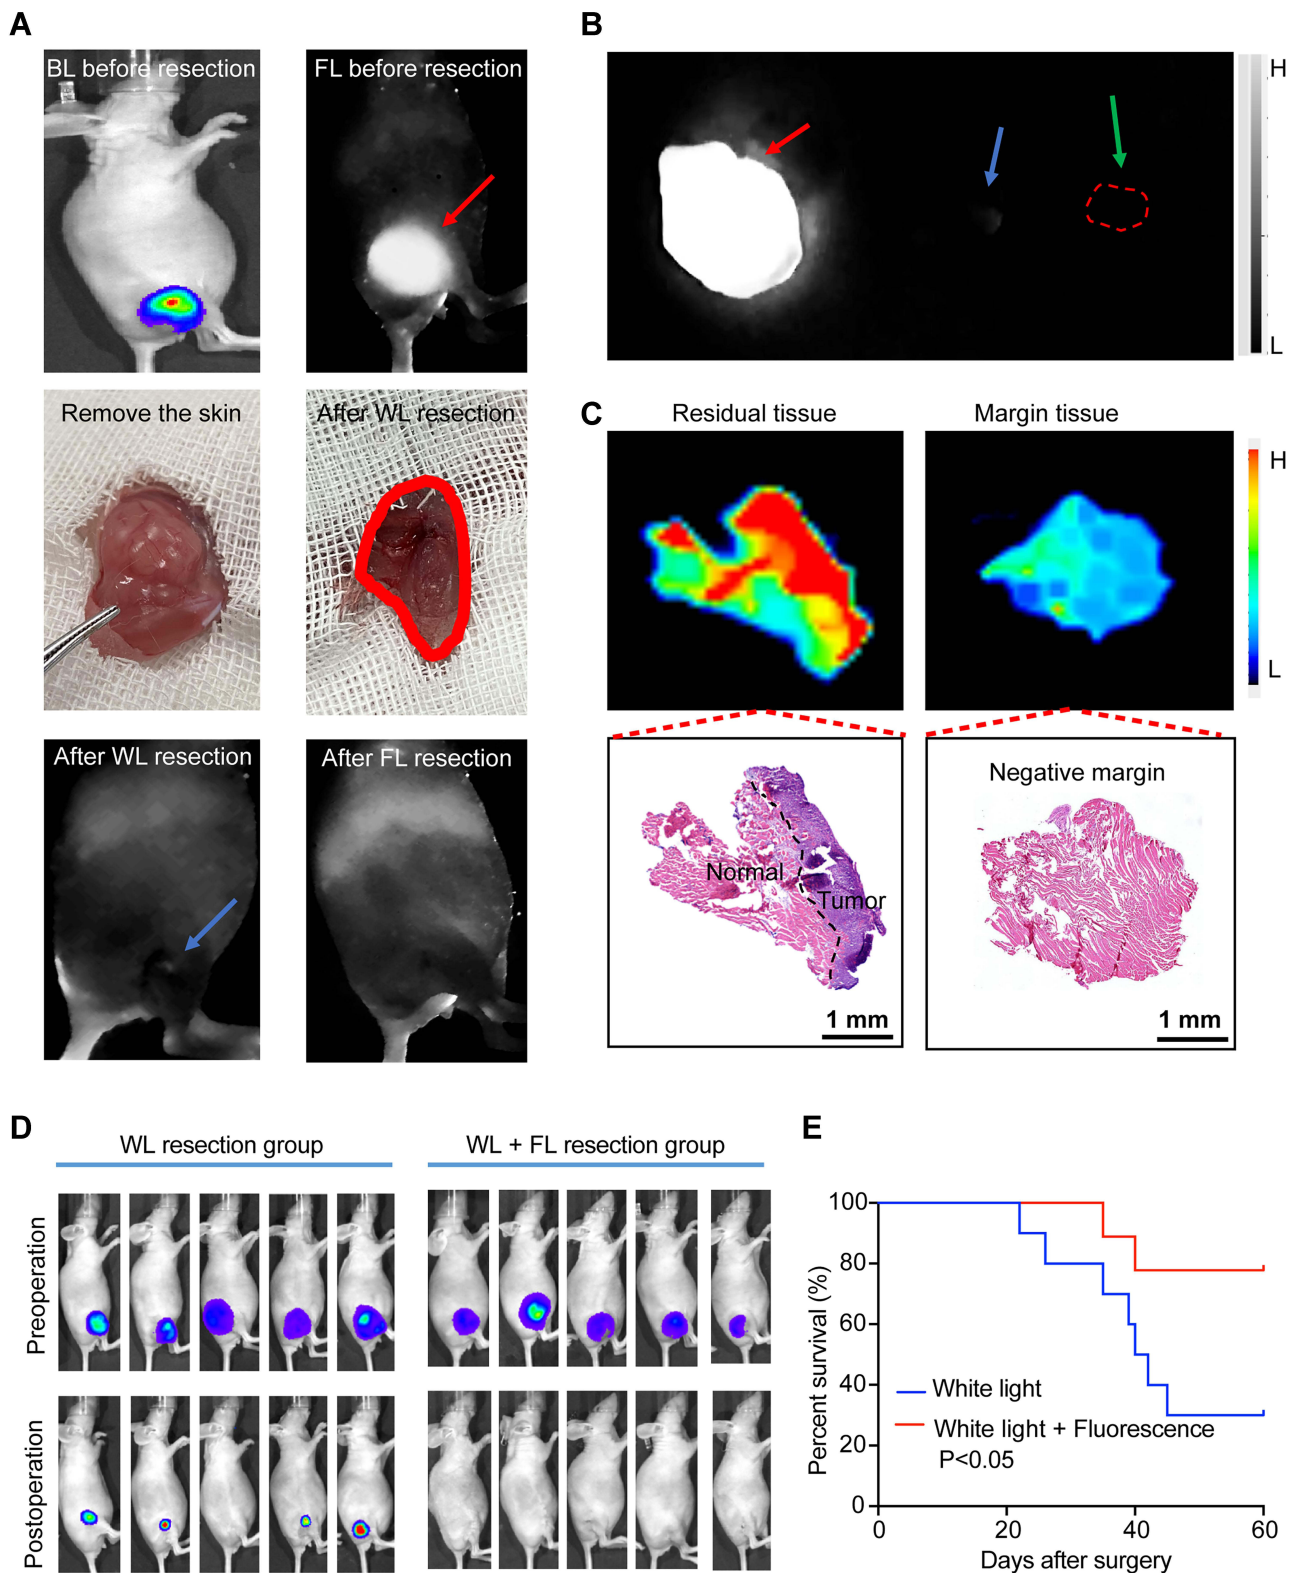 A
BL before resection
FL before resection
Remove the skin
After WL resection
After WL resection
After FL resection
B
H
L
C
Residual tissue
Margin tissue
H
L
Normal
Tumor
1 mm
Negative margin
1 mm
D
WL resection group
WL + FL resection group
Preoperation
Postoperation
E
Percent survival (%)
100
80
60
40
20
0
White light
White light + Fluorescence
P<0.05
0
20
40
60
Days after surgery